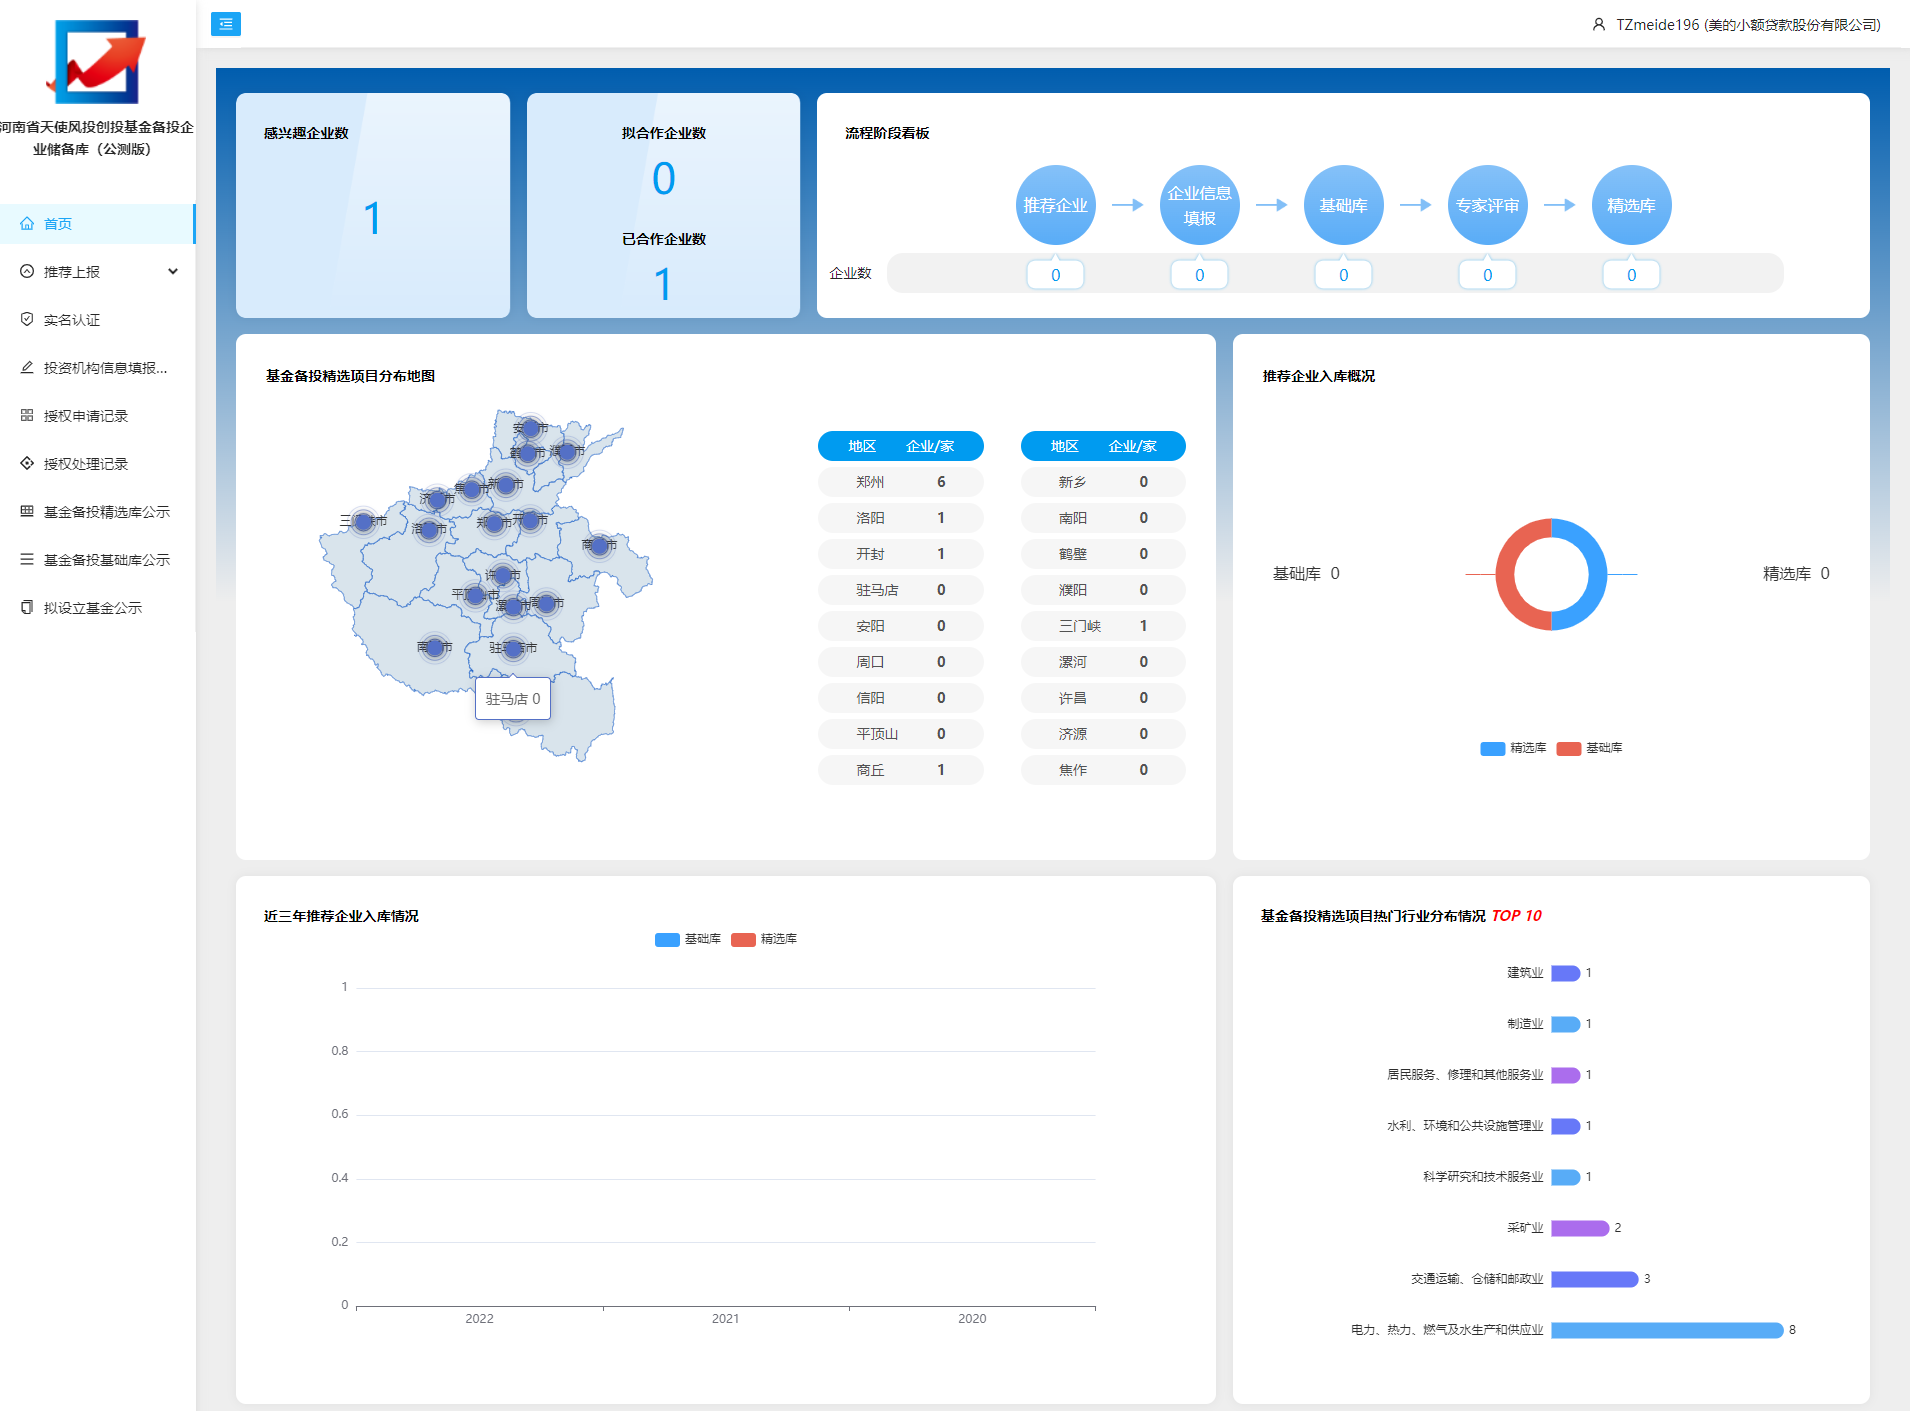 河南省天使风投创投基金备投企
业储备库（公测版）
首页
推荐上报
实名认证
投资机构信息填报...
授权申请记录
授权处理记录
基金备投精选库公示
基金备投基础库公示
拟设立基金公示
TZmeide196 (美的小额贷款股份有限公司)
感兴趣企业数
1
拟合作企业数
0
已合作企业数
1
流程阶段看板
推荐企业
企业信息
填报
基础库
专家评审
精选库
企业数
0
0
0
0
0
基金备投精选项目分布地图
驻马店 0
地区 企业/家
郑州 6
洛阳 1
开封 1
驻马店 0
安阳 0
周口 0
信阳 0
平顶山 0
商丘 1
地区 企业/家
新乡 0
南阳 0
鹤壁 0
濮阳 0
三门峡 1
漯河 0
许昌 0
济源 0
焦作 0
推荐企业入库概况
基础库 0
精选库 0
精选库 基础库
近三年推荐企业入库情况
基础库 精选库
1
0.8
0.6
0.4
0.2
0
2022 2021 2020
基金备投精选项目热门行业分布情况 TOP 10
建筑业 1
制造业 1
居民服务、修理和其他服务业 1
水利、环境和公共设施管理业 1
科学研究和技术服务业 1
采矿业 2
交通运输、仓储和邮政业 3
电力、热力、燃气及水生产和供应业 8